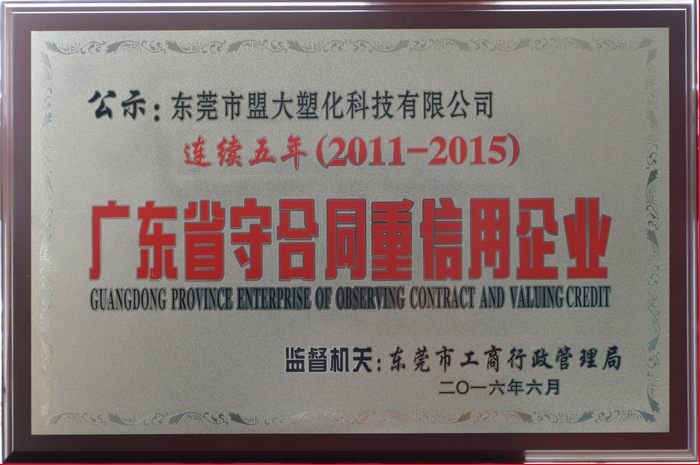 公示：东莞市盟大塑化科技有限公司
连续五年(2011-2015)
广东省守合同重信用企业
GUANGDONG PROVINCE ENTERPRISE OF OBSERVING CONTRACT AND VALUING CREDIT
监督机关：东莞市工商行政管理局
二〇一六年六月